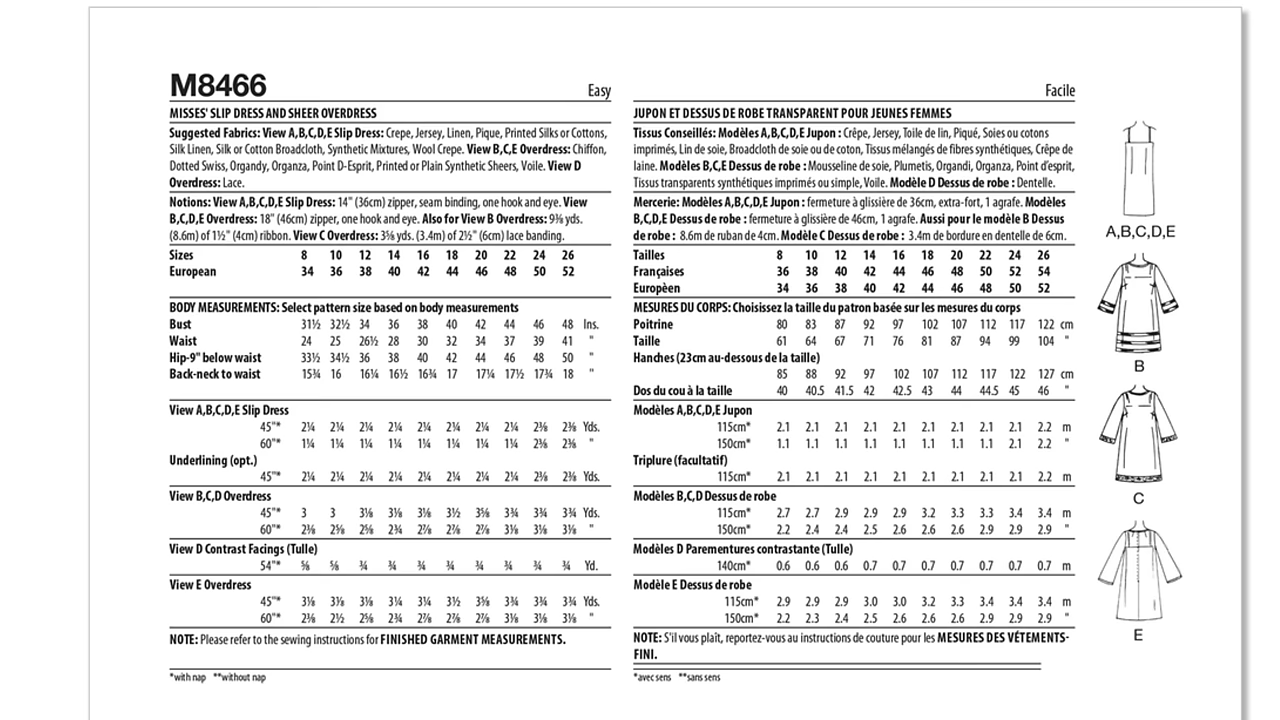 M8466
Easy
MISSES' SLIP DRESS AND SHEER OVERDRESS
Suggested Fabrics: View A,B,C,D,E Slip Dress: Crepe, Jersey, Linen, Pique, Printed Silks or Cottons,
Silk Linen, Silk or Cotton Broadcloth, Synthetic Mixtures, Wool Crepe. View B,C,E Overdress: Chiffon,
Dotted Swiss, Organdy, Organza, Point D-Esprit, Printed or Plain Synthetic Sheers, Voile. View D
Overdress: Lace.
Notions: View A,B,C,D,E Slip Dress: 14" (36cm) zipper, seam binding, one hook and eye. View
B,C,D,E Overdress: 18" (46cm) zipper, one hook and eye. Also for View B Overdress: 9⅜ yds.
(8.6m) of 1½" (4cm) ribbon. View C Overdress: 3⅝ yds. (3.4m) of 2½" (6cm) lace banding.
Sizes 8 10 12 14 16 18 20 22 24 26
European 34 36 38 40 42 44 46 48 50 52
BODY MEASUREMENTS: Select pattern size based on body measurements
Bust 31½ 32½ 34 36 38 40 42 44 46 48 Ins.
Waist 24 25 26½ 28 30 32 34 37 39 41 "
Hip-9" below waist 33½ 34½ 36 38 40 42 44 46 48 50 "
Back-neck to waist 15¾ 16 16¼ 16½ 16¾ 17 17¼ 17½ 17¾ 18 "
View A,B,C,D,E Slip Dress
45"* 2¼ 2¼ 2¼ 2¼ 2¼ 2¼ 2¼ 2¼ 2⅜ 2⅜ Yds.
60"* 1¼ 1¼ 1¼ 1¼ 1¼ 1¼ 1¼ 1¼ 2⅜ 2⅜ "
Underlining (opt.)
45"* 2¼ 2¼ 2¼ 2¼ 2¼ 2¼ 2¼ 2¼ 2⅜ 2⅜ Yds.
View B,C,D Overdress
45"* 3 3 3⅛ 3⅛ 3⅛ 3½ 3⅝ 3¾ 3¾ 3¾ Yds.
60"* 2⅜ 2⅝ 2⅝ 2¾ 2⅞ 2⅞ 2⅞ 3⅛ 3⅛ 3⅛ "
View D Contrast Facings (Tulle)
54"* ⅝ ⅝ ¾ ¾ ¾ ¾ ¾ ¾ ¾ ¾ Yd.
View E Overdress
45"* 3⅛ 3⅛ 3⅛ 3¼ 3¼ 3½ 3⅝ 3¾ 3¾ 3¾ Yds.
60"* 2⅜ 2½ 2⅝ 2¾ 2⅞ 2⅞ 2⅞ 3⅛ 3⅛ 3⅛ "
NOTE: Please refer to the sewing instructions for FINISHED GARMENT MEASUREMENTS.
*with nap **without nap
Facile
JUPON ET DESSUS DE ROBE TRANSPARENT POUR JEUNES FEMMES
Tissus Conseillés: Modèles A,B,C,D,E Jupon : Crêpe, Jersey, Toile de lin, Piqué, Soies ou cotons
imprimés, Lin de soie, Broadcloth de soie ou de coton, Tissus mélangés de fibres synthétiques, Crêpe de
laine. Modèles B,C,E Dessus de robe : Mousseline de soie, Plumetis, Organdi, Organza, Point d'esprit,
Tissus transparents synthétiques imprimés ou simple, Voile. Modèle D Dessus de robe : Dentelle.
Mercerie: Modèles A,B,C,D,E Jupon : fermeture à glissière de 36cm, extra-fort, 1 agrafe. Modèles
B,C,D,E Dessus de robe : fermeture à glissière de 46cm, 1 agrafe. Aussi pour le modèle B Dessus
de robe : 8.6m de ruban de 4cm. Modèle C Dessus de robe : 3.4m de bordure en dentelle de 6cm.
Tailles 8 10 12 14 16 18 20 22 24 26
Françaises 36 38 40 42 44 46 48 50 52 54
Europèen 34 36 38 40 42 44 46 48 50 52
MESURES DU CORPS: Choisissez la taille du patron basée sur les mesures du corps
Poitrine 80 83 87 92 97 102 107 112 117 122 cm
Taille 61 64 67 71 76 81 87 94 99 104 "
Hanches (23cm au-dessous de la taille)
85 88 92 97 102 107 112 117 122 127 cm
Dos du cou à la taille 40 40.5 41.5 42 42.5 43 44 44.5 45 46 "
Modèles A,B,C,D,E Jupon
115cm* 2.1 2.1 2.1 2.1 2.1 2.1 2.1 2.1 2.1 2.2 m
150cm* 1.1 1.1 1.1 1.1 1.1 1.1 1.1 1.1 2.1 2.2 "
Triplure (facultatif)
115cm* 2.1 2.1 2.1 2.1 2.1 2.1 2.1 2.1 2.1 2.2 m
Modèles B,C,D Dessus de robe
115cm* 2.7 2.7 2.9 2.9 2.9 3.2 3.3 3.3 3.4 3.4 m
150cm* 2.2 2.4 2.4 2.5 2.6 2.6 2.6 2.9 2.9 2.9 "
Modèles D Parementures contrastante (Tulle)
140cm* 0.6 0.6 0.6 0.7 0.7 0.7 0.7 0.7 0.7 0.7 m
Modèle E Dessus de robe
115cm* 2.9 2.9 2.9 3.0 3.0 3.2 3.3 3.4 3.4 3.4 m
150cm* 2.2 2.3 2.4 2.5 2.6 2.6 2.6 2.9 2.9 2.9 "
NOTE: S'il vous plaît, reportez-vous au instructions de couture pour les MESURES DES VÉTEMENTS-
FINI.
*avec sens **sans sens
A,B,C,D,E
B
C
E